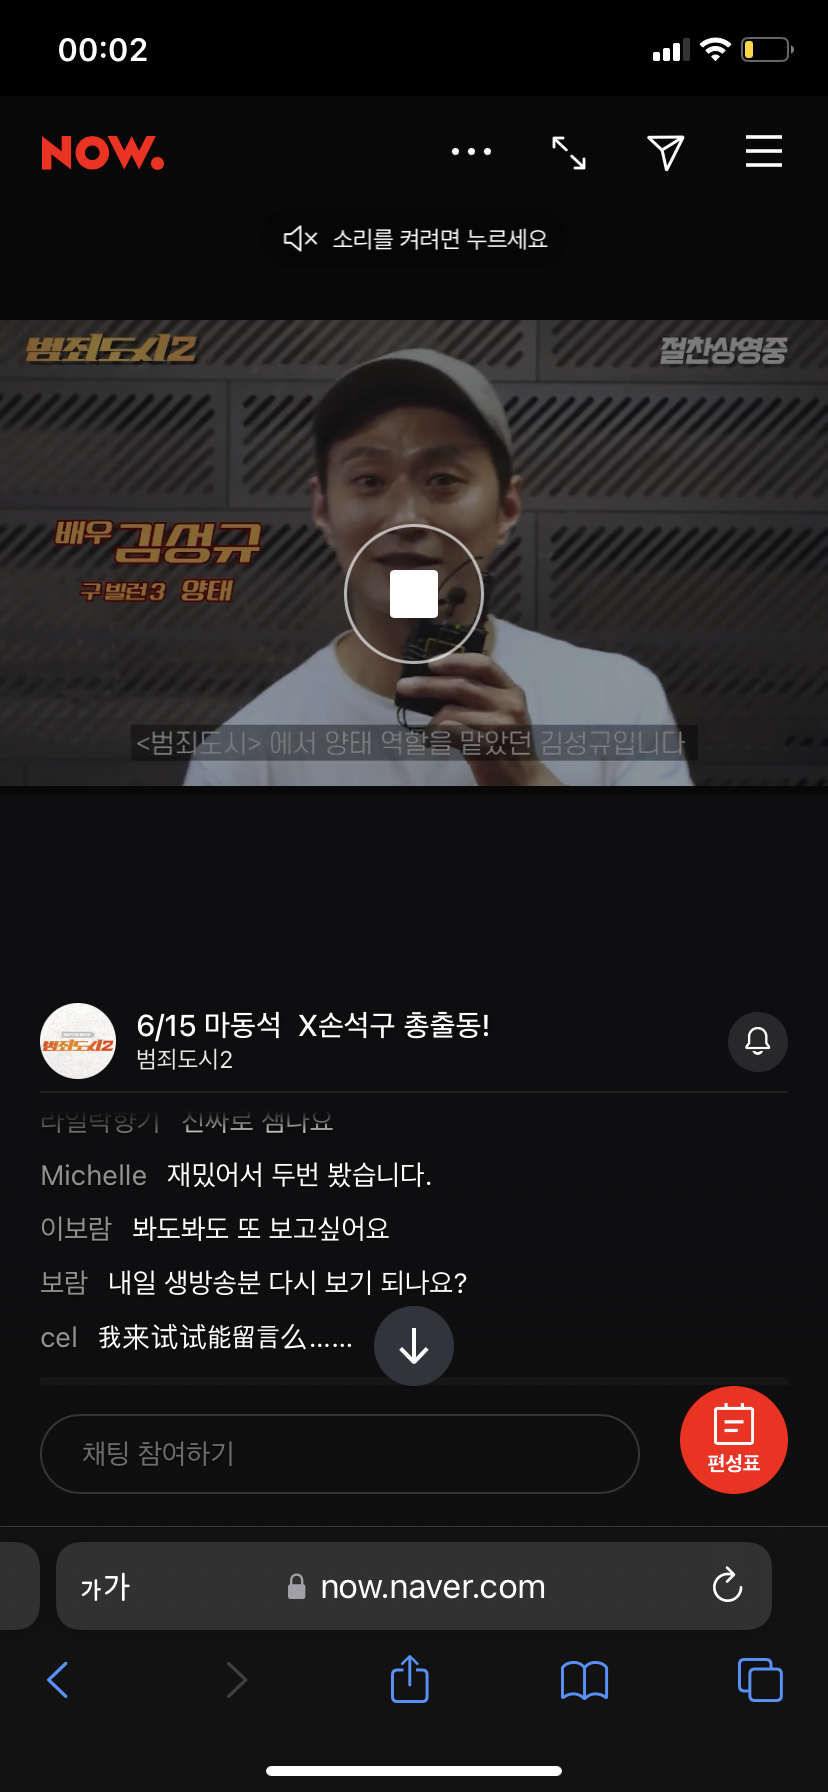 00:02
NOW.
소리를 켜려면 누르세요
범죄도시2
절찬상영중
배우 김성규
구 빌런3 양태
<범죄도시> 에서 양태 역할을 맡았던 김성규입니다
6/15 마동석 X손석구 총출동!
범죄도시2
라일락향기 진짜로 잼나요
Michelle 재밌어서 두번 봤습니다.
이보람 봐도봐도 또 보고싶어요
보람 내일 생방송분 다시 보기 되나요?
cel 我来试试能留言么……
채팅 참여하기
편성표
가가 now.naver.com